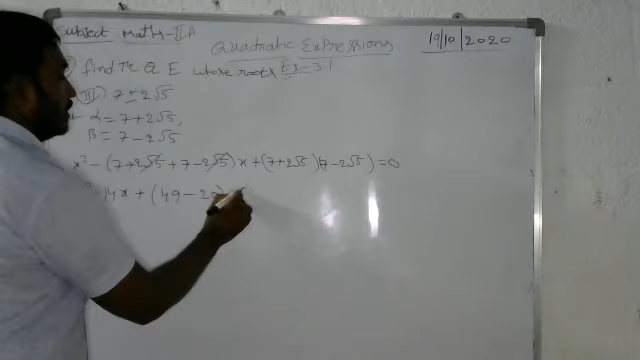 Subject Maths-IIA
Quadratic Expressions
19/10/2020
find The Q E whose roots Ex-3.1
III) 7 ± 2√5
α = 7+2√5,
β = 7-2√5
x² - (7+2√5 + 7-2√5)x + (7+2√5)(7-2√5) = 0
14x + (49-2